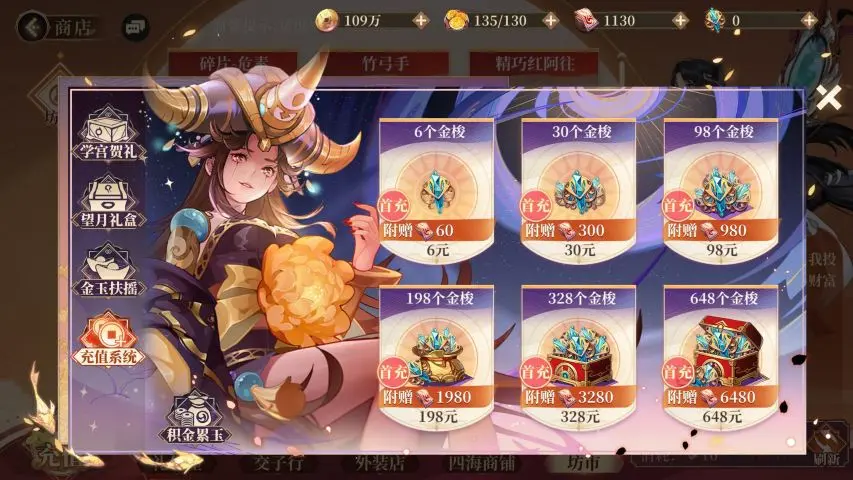 商店
109万
135/130
1130
0
碎片·危素
竹弓手
精巧红阿往
学宫贺礼
望月礼盒
金玉扶摇
充值系统
积金累玉
6个金梭
首充
附赠 60
6元
30个金梭
首充
附赠 300
30元
98个金梭
首充
附赠 980
98元
198个金梭
首充
附赠 1980
198元
328个金梭
首充
附赠 3280
328元
648个金梭
首充
附赠 6480
648元
我投
财富
交子行
外装店
四海商铺
坊市
刷新